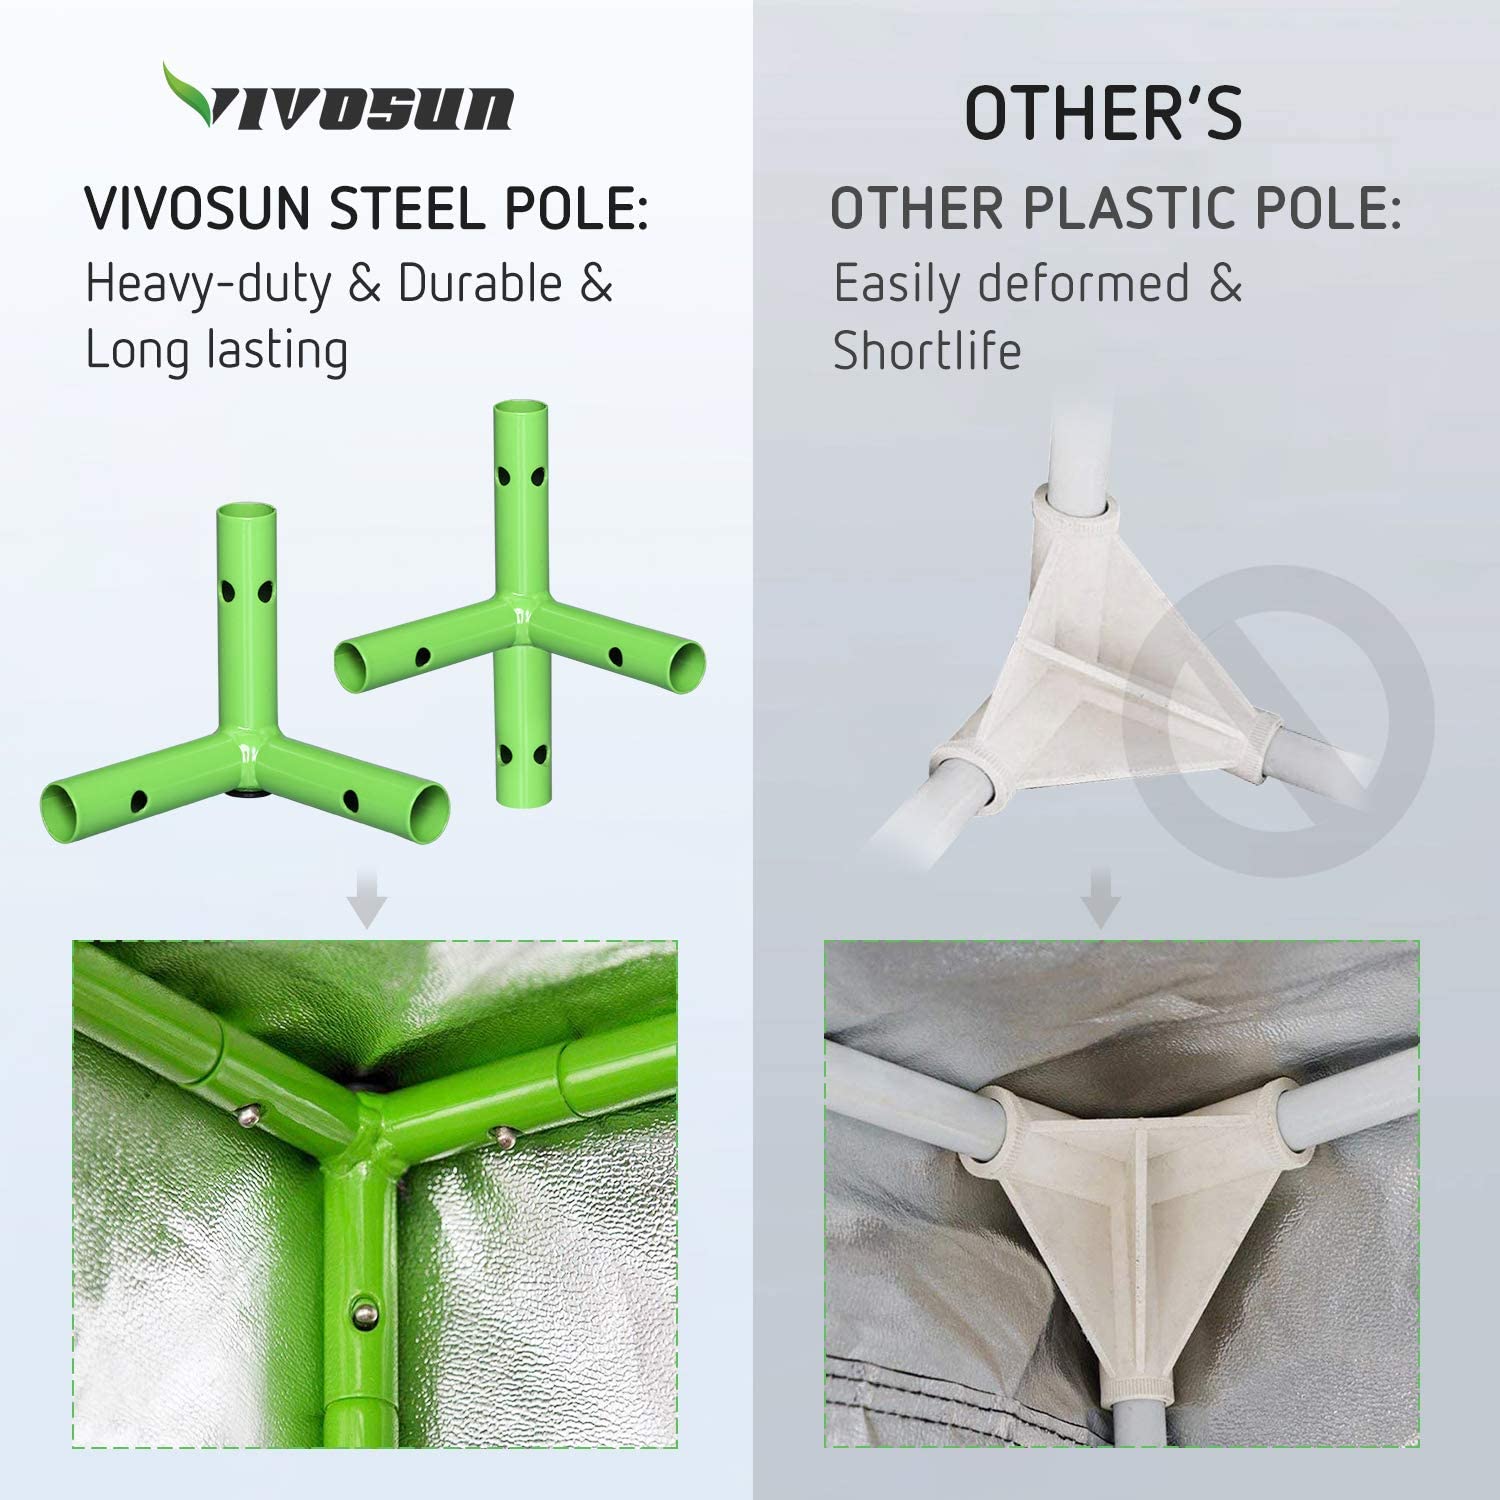 VIVOSUN
VIVOSUN STEEL POLE:
Heavy-duty & Durable &
Long lasting
OTHER'S
OTHER PLASTIC POLE:
Easily deformed &
Shortlife